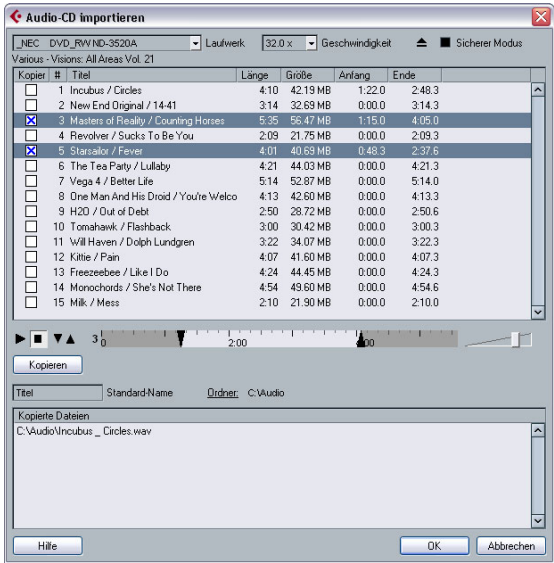 Audio-CD importieren
_NEC DVD_RW ND-3520A Laufwerk 32.0 x Geschwindigkeit Sicherer Modus
Various - Visions: All Areas Vol. 21
Kopier # Titel Länge Größe Anfang Ende
1 Incubus / Circles 4:10 42.19 MB 1:22.0 2:48.3
2 New End Original / 14-41 3:14 32.69 MB 0:00.0 3:14.3
3 Masters of Reality / Counting Horses 5:35 56.47 MB 1:15.0 4:05.0
4 Revolver / Sucks To Be You 2:09 21.75 MB 0:00.0 2:09.3
5 Starsailor / Fever 4:01 40.69 MB 0:48.3 2:37.6
6 The Tea Party / Lullaby 4:21 44.03 MB 0:00.0 4:21.3
7 Vega 4 / Better Life 5:14 52.87 MB 0:00.0 5:14.0
8 One Man And His Droid / You're Welco 4:13 42.60 MB 0:00.0 4:13.3
9 H2O / Out of Debt 2:50 28.72 MB 0:00.0 2:50.6
10 Tomahawk / Flashback 3:00 30.42 MB 0:00.0 3:00.3
11 Will Haven / Dolph Lundgren 3:22 34.07 MB 0:00.0 3:22.3
12 Kittie / Pain 4:07 41.60 MB 0:00.0 4:07.3
13 Freezeebee / Like I Do 4:24 44.45 MB 0:00.0 4:24.3
14 Monochords / She's Not There 4:54 49.60 MB 0:00.0 4:54.6
15 Milk / Mess 2:10 21.90 MB 0:00.0 2:10.0
3 0 2:00 4:00
Kopieren
Titel Standard-Name Ordner: C:\Audio
Kopierte Dateien
C:\Audio\Incubus _ Circles.wav
Hilfe OK Abbrechen